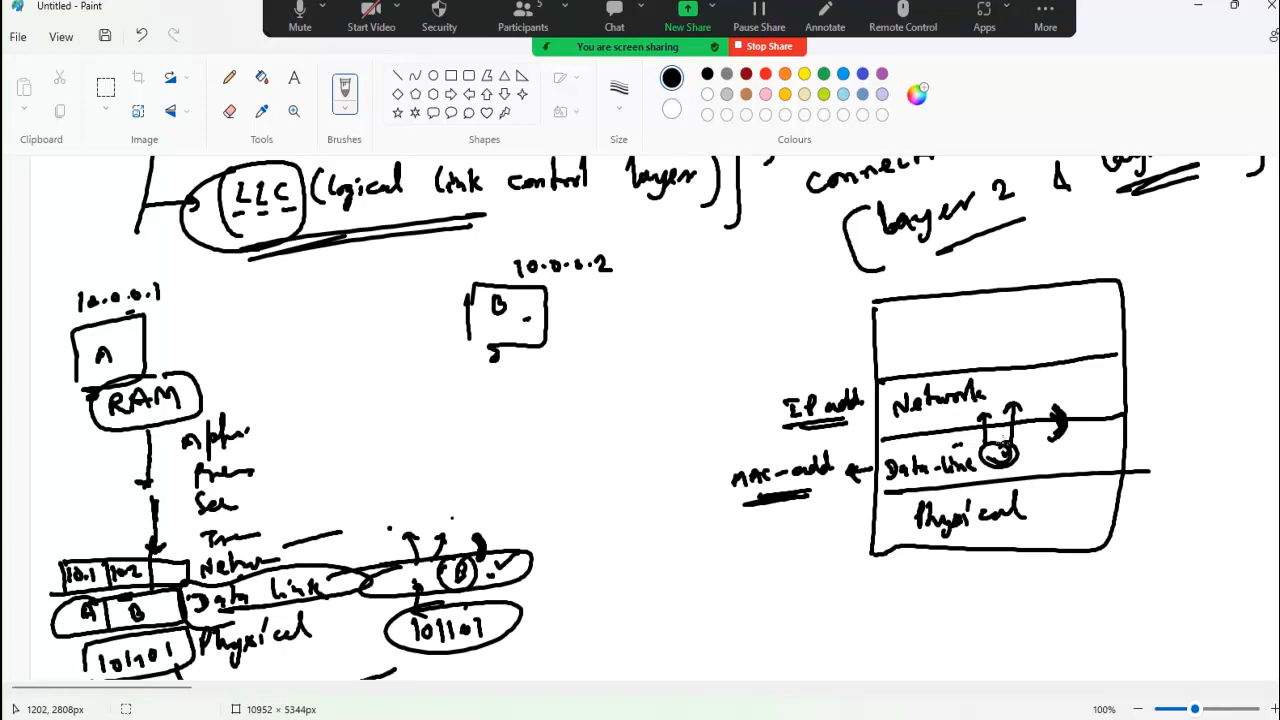 Untitled - Paint
Mute
Start Video
Security
Participants
5
Chat
New Share
Pause Share
Annotate
Remote Control
Apps
More
You are screen sharing
Stop Share
File
View
Clipboard
Image
Tools
Brushes
Shapes
Size
Colours
LLC (Logical link control layer)
connect
(Layer 2 &
10.0.0.1
A
RAM
10.0.0.2
B
Network
Data Link
Physical
10.1 10.2
A B
101101
B
101101
IP add.
Network
MAC-add
Data-line
Physical
1202, 2808px
10952 × 5344px
100%